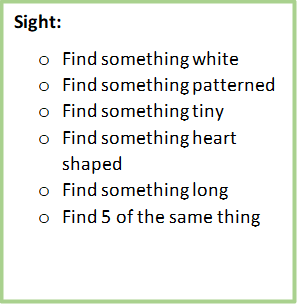 Sight:
o Find something white
o Find something patterned
o Find something tiny
o Find something heart
shaped
o Find something long
o Find 5 of the same thing